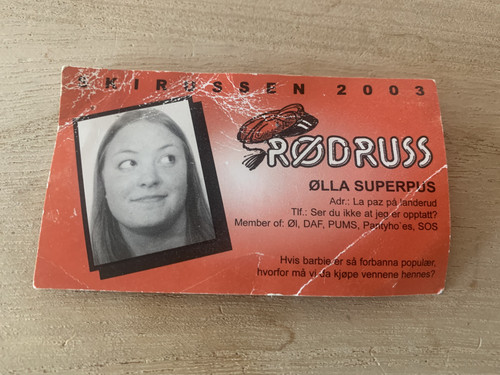 SKIRUSSEN 2003
RØDRUSS
ØLLA SUPERPUS
Adr.: La paz på landerud
Tlf.: Ser du ikke at jeg er opptatt?
Member of: Øl, DAF, PUMS, Pantyho´es, SOS
Hvis barbie er så forbanna populær,
hvorfor må vi da kjøpe vennene hennes?